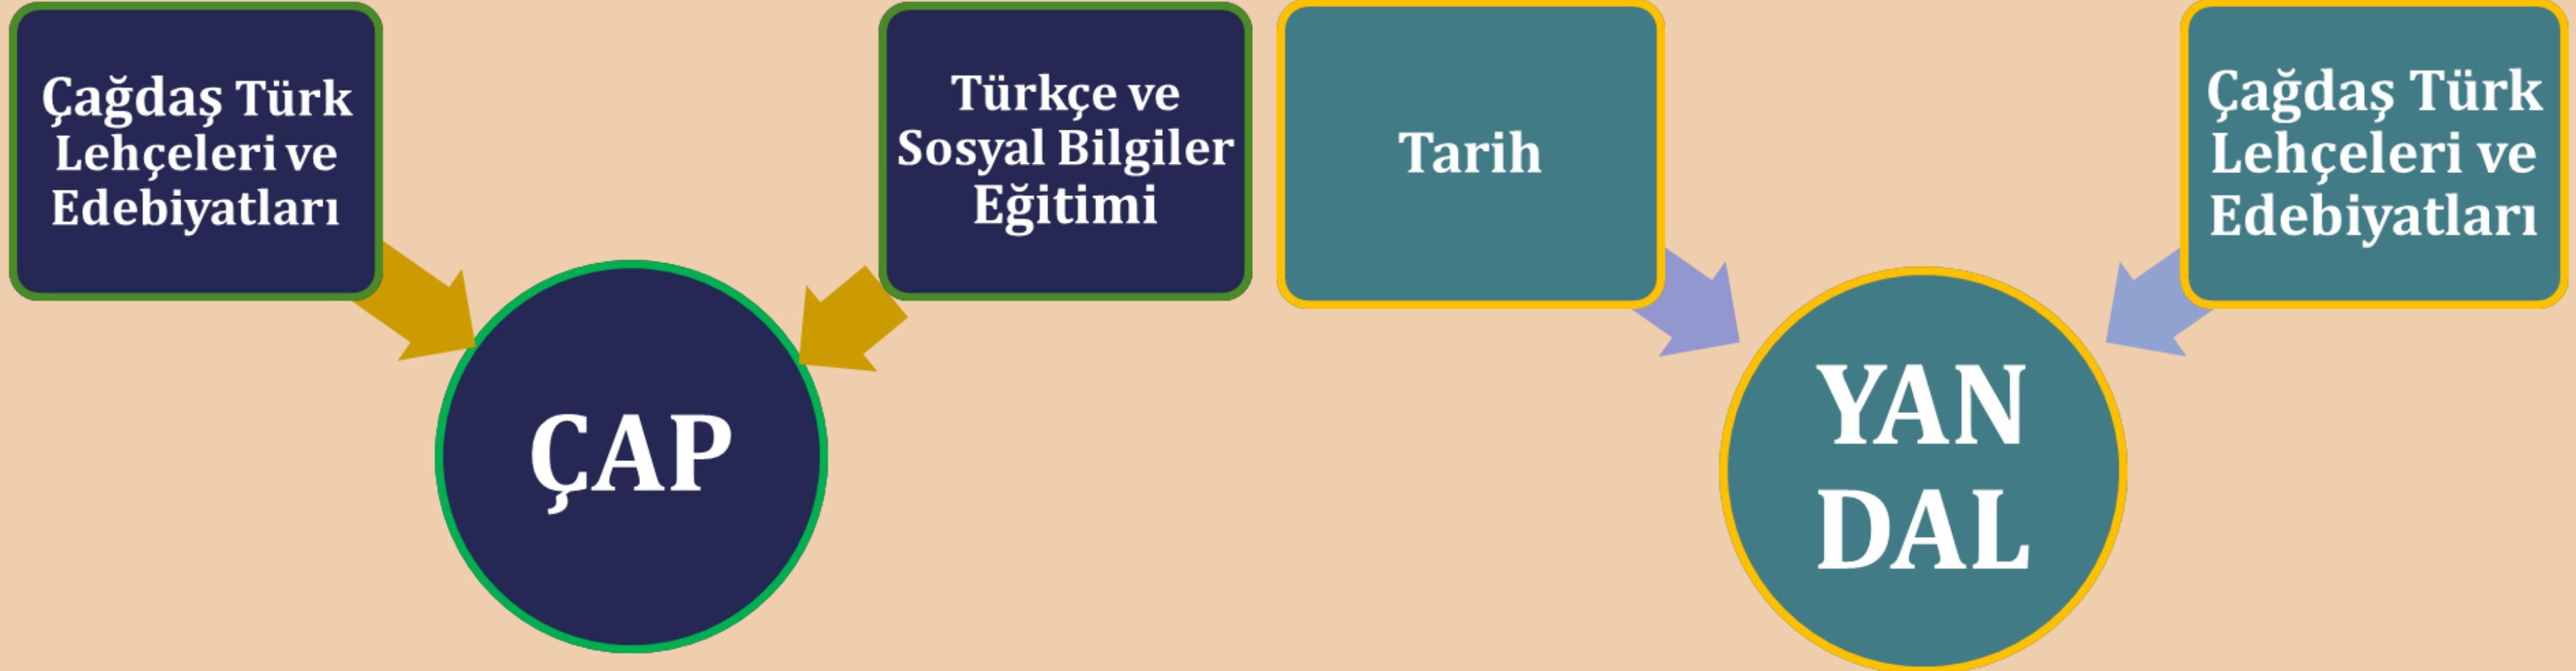 Çağdaş Türk
Lehçeleri ve
Edebiyatları
Türkçe ve
Sosyal Bilgiler
Eğitimi
ÇAP
Tarih
Çağdaş Türk
Lehçeleri ve
Edebiyatları
YAN
DAL